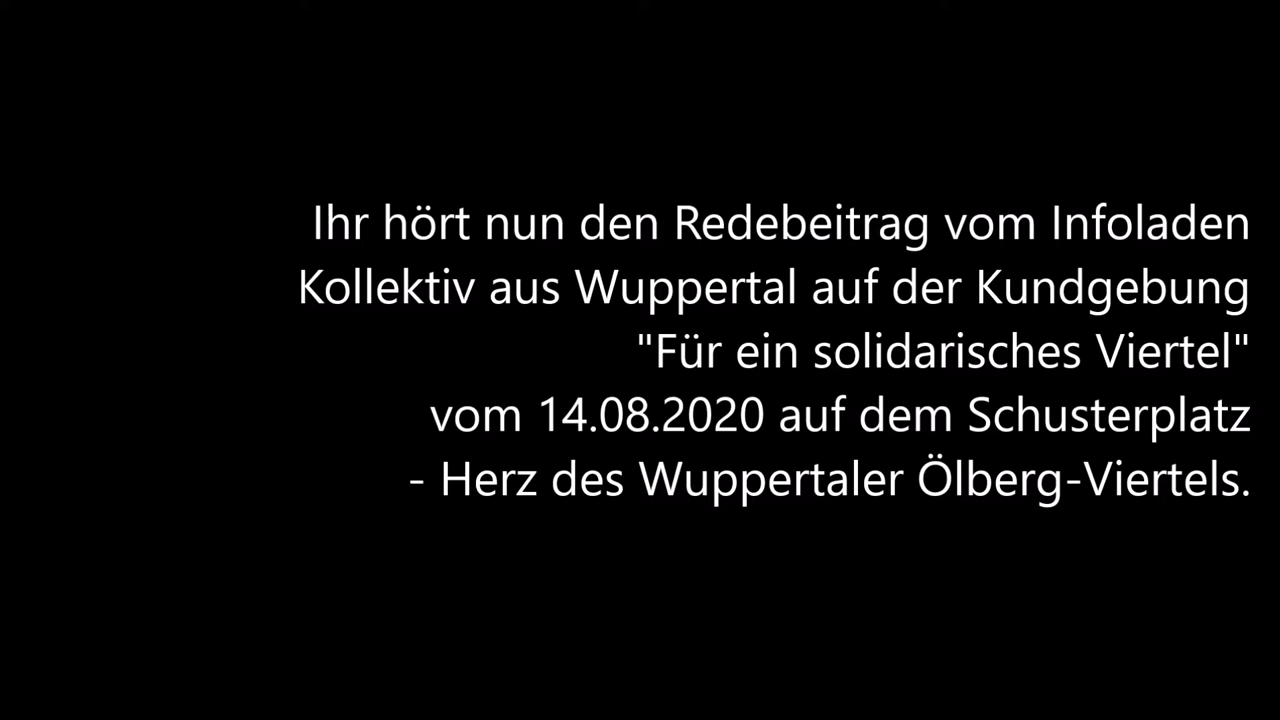 Ihr hört nun den Redebeitrag vom Infoladen
Kollektiv aus Wuppertal auf der Kundgebung
"Für ein solidarisches Viertel"
vom 14.08.2020 auf dem Schusterplatz
- Herz des Wuppertaler Ölberg-Viertels.